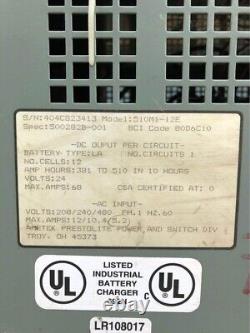 S/N:404CS23413 Model:510M1-12E
Spec:500282B-001 BCI Code 80D6C10
-DC OUPUT PER CIRCUIT-
BATTERY-TYPE:LA NO.CIRCUITS 1
NO.CELLS:12
AMP.HOURS:381 TO 510 IN 10 HOURS
VOLTS:24
MAX.AMPS:68 CSA CERTIFIED AT: 0
-AC INPUT-
VOLTS:208/240/480 PH.1 HZ.60
MAX.AMPS:12/10.4/5.2
AMETEK PRESTOLITE POWER AND SWITCH DIV
TROY, OH 45373
UL
LISTED
INDUSTRIAL
BATTERY
CHARGER
C
UL
LR108017